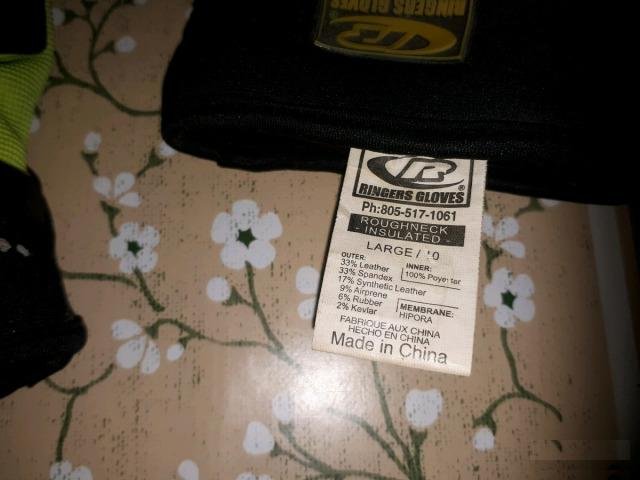 RINGERS GLOVES
RB
RINGERS GLOVES®
Ph:805-517-1061
ROUGHNECK
- INSULATED -
LARGE / 10
OUTER:
33% Leather
33% Spandex
17% Synthetic Leather
9% Airprene
6% Rubber
2% Kevlar
INNER:
100% Polyester
MEMBRANE:
HIPORA
FABRIQUE AUX CHINA
HECHO EN CHINA
Made in China